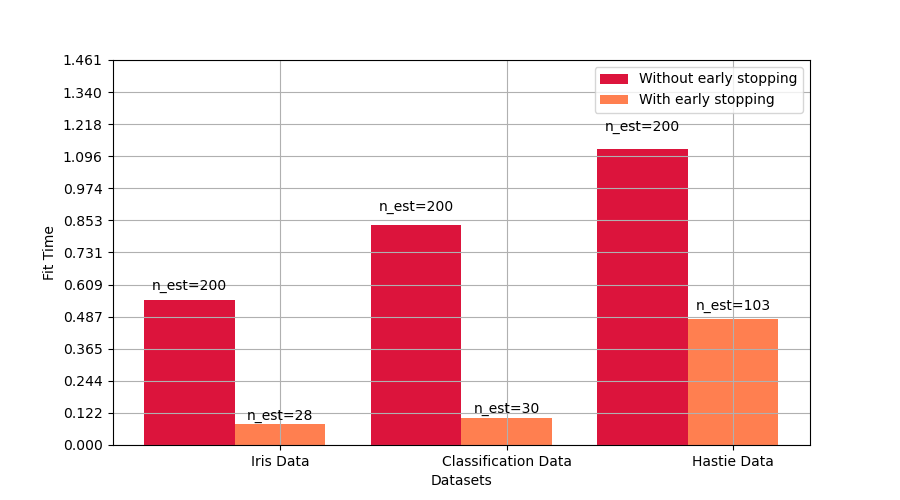 1.461
1.340
1.218
1.096
0.974
0.853
0.731
0.609
0.487
0.365
0.244
0.122
0.000
Fit Time
Without early stopping
With early stopping
n_est=200
n_est=200
n_est=200
n_est=28
n_est=30
n_est=103
Iris Data
Classification Data
Hastie Data
Datasets